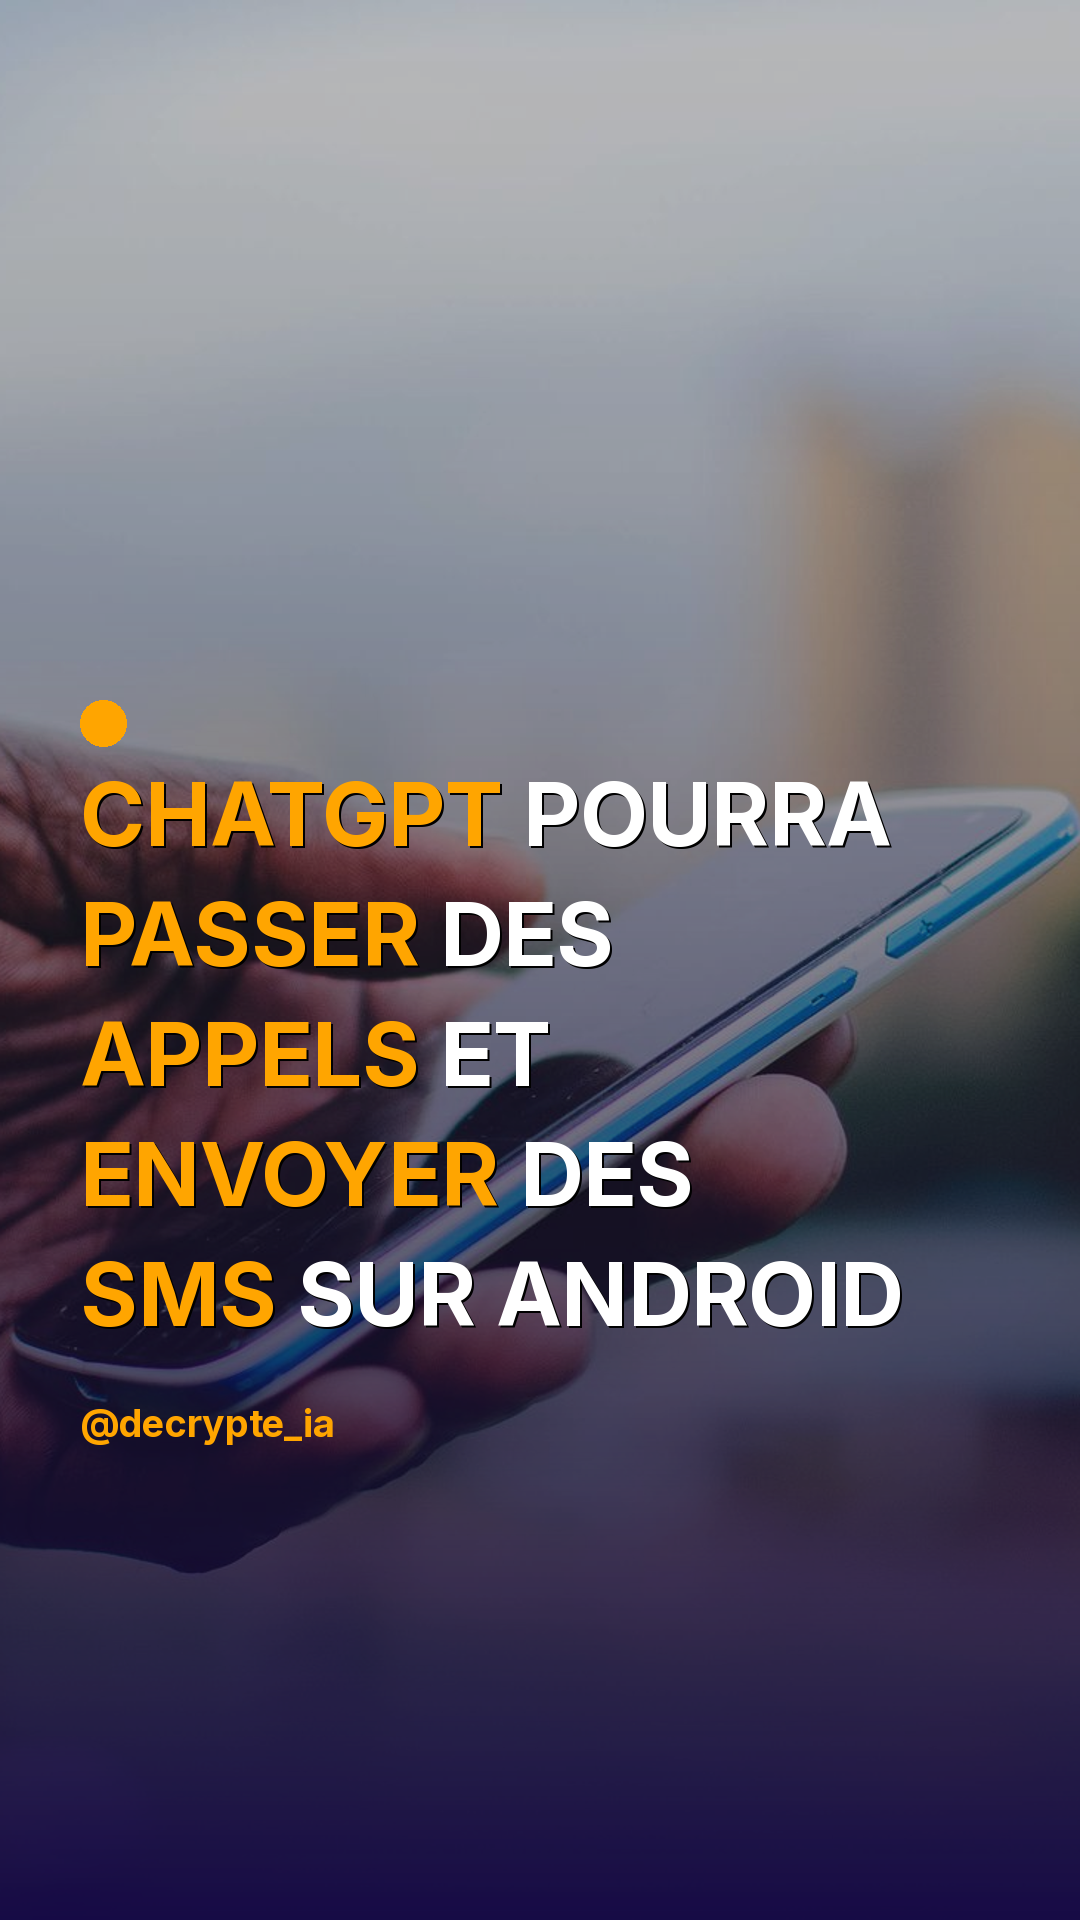 CHATGPT POURRA
PASSER DES
APPELS ET
ENVOYER DES
SMS SUR ANDROID
@decrypte_ia